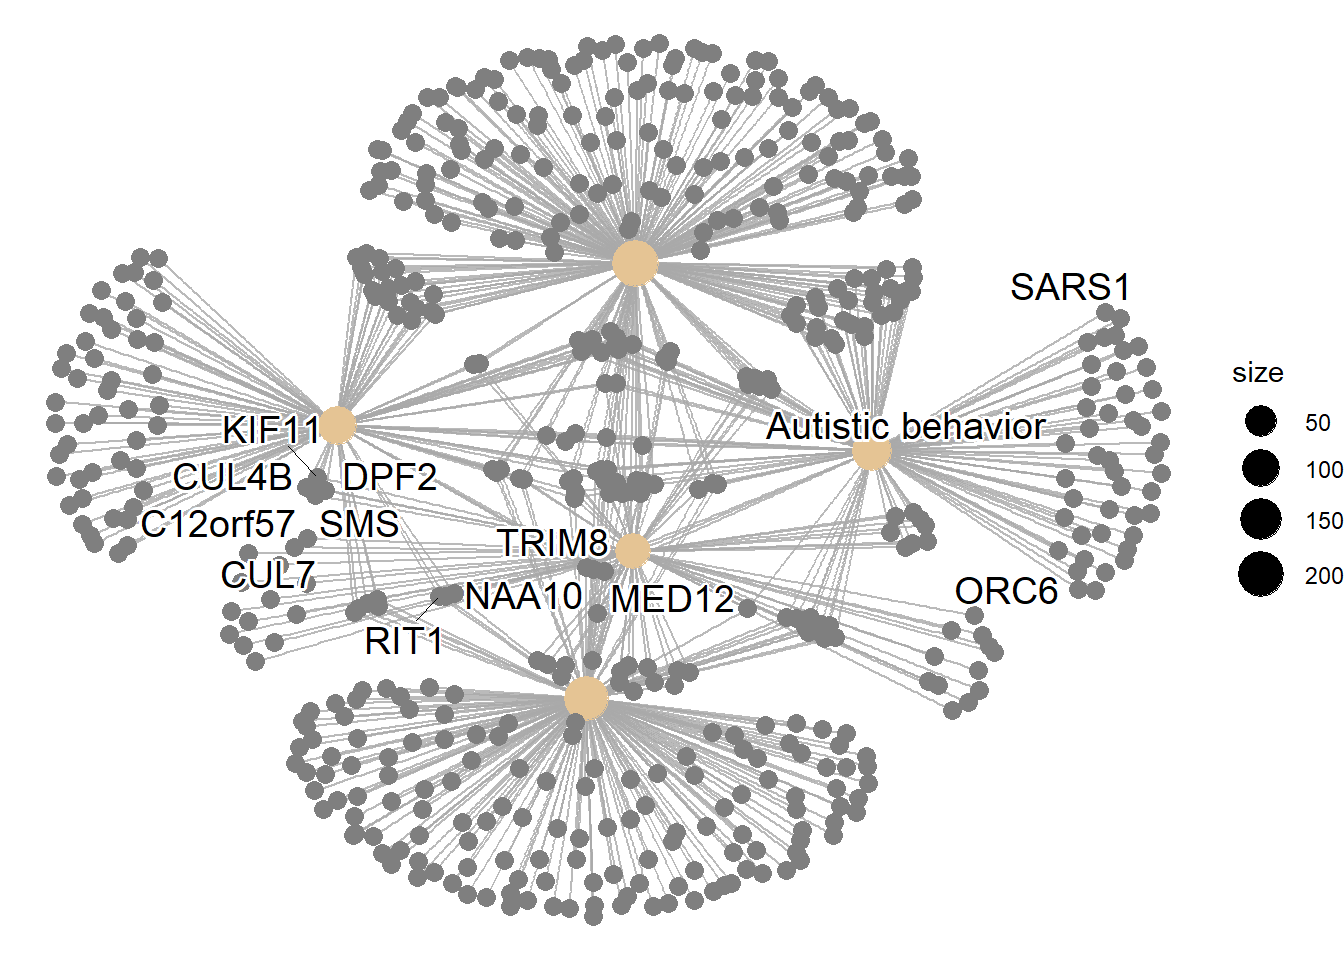 SARS1
size
50
Autistic behavior
KIF11
100
CUL4B
DPF2
150
C12orf57
SMS
TRIM8
200
CUL7
ORC6
NAA10
MED12
RIT1